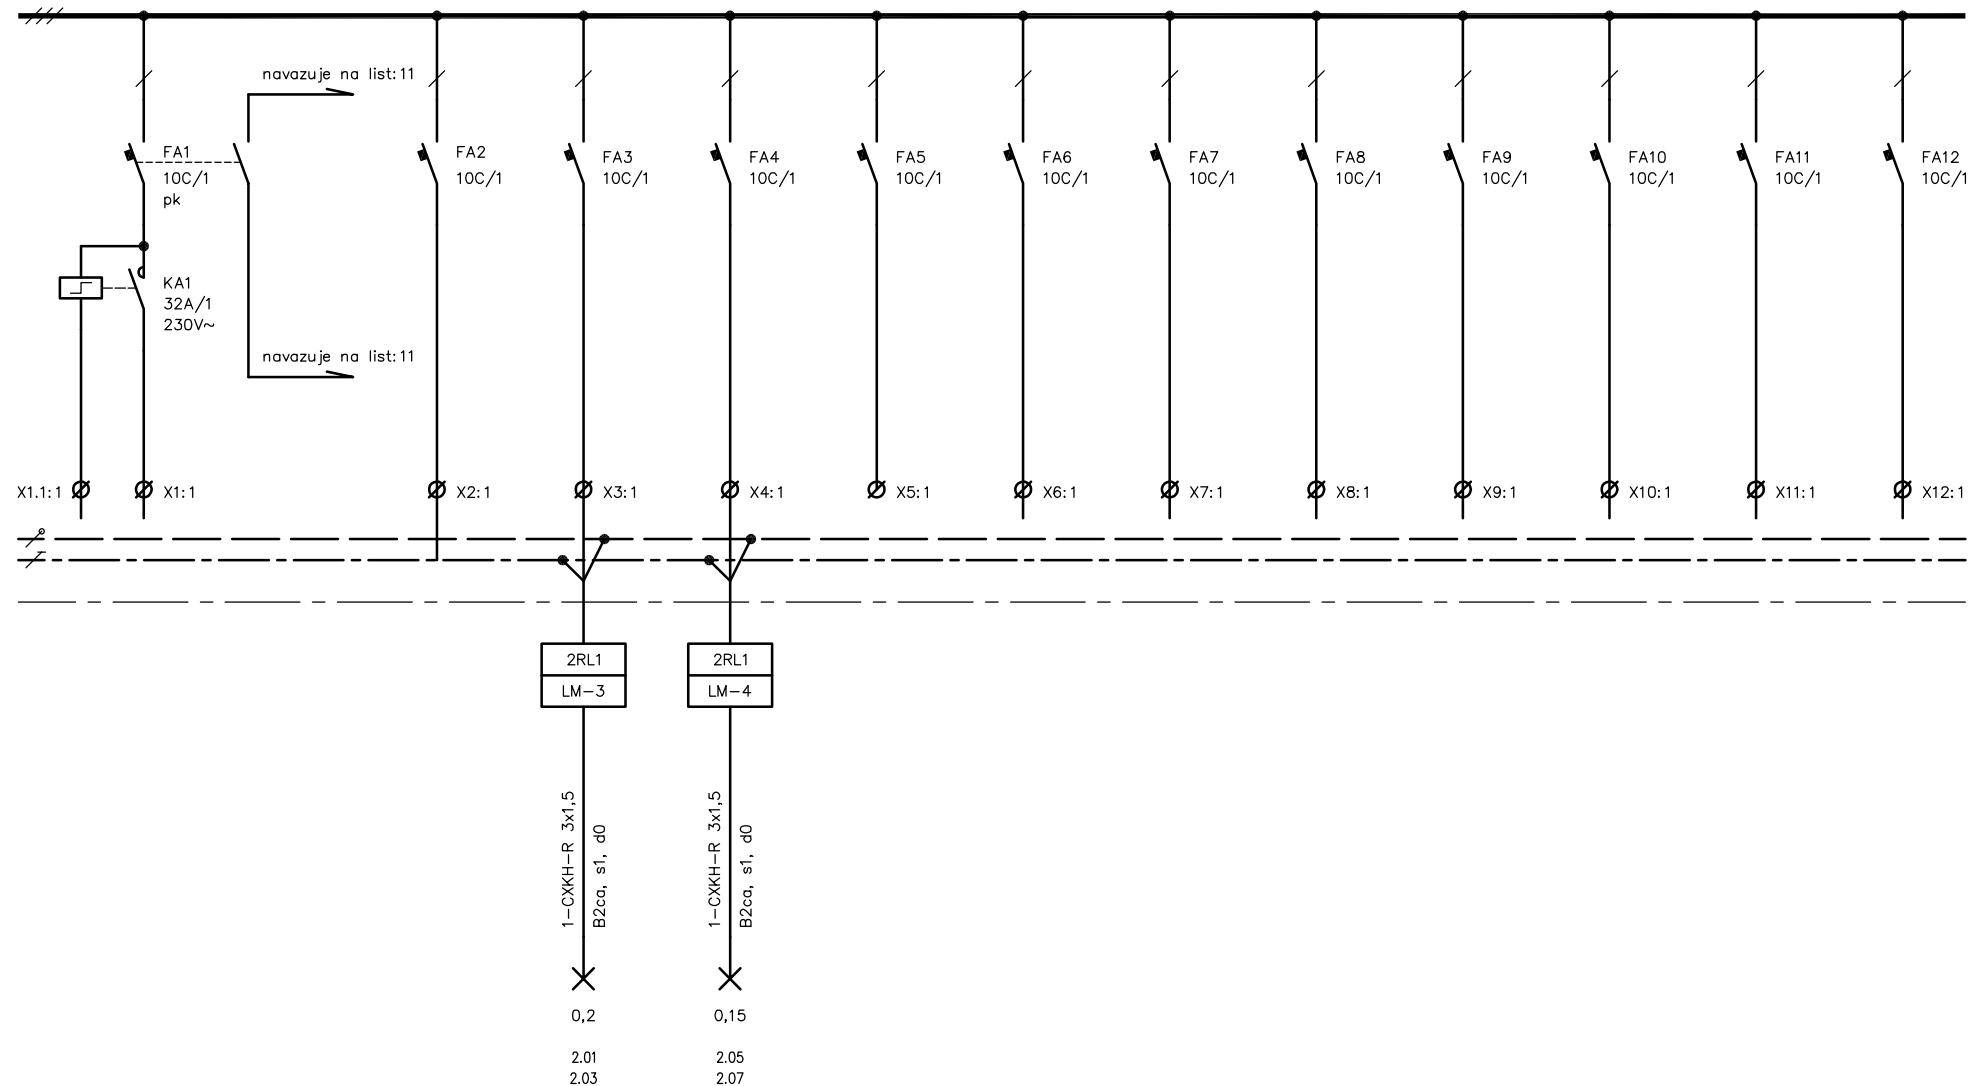 navazuje na list:11
FA1
10C/1
pk
FA2
10C/1
FA3
10C/1
FA4
10C/1
FA5
10C/1
FA6
10C/1
FA7
10C/1
FA8
10C/1
FA9
10C/1
FA10
10C/1
FA11
10C/1
FA12
10C/1
KA1
32A/1
230V~
navazuje na list:11
X1.1:1
X1:1
X2:1
X3:1
X4:1
X5:1
X6:1
X7:1
X8:1
X9:1
X10:1
X11:1
X12:1
2RL1
LM-3
2RL1
LM-4
1-CXKH-R 3x1,5
B2ca, s1, d0
1-CXKH-R 3x1,5
B2ca, s1, d0
0,2
2.01
2.03
0,15
2.05
2.07